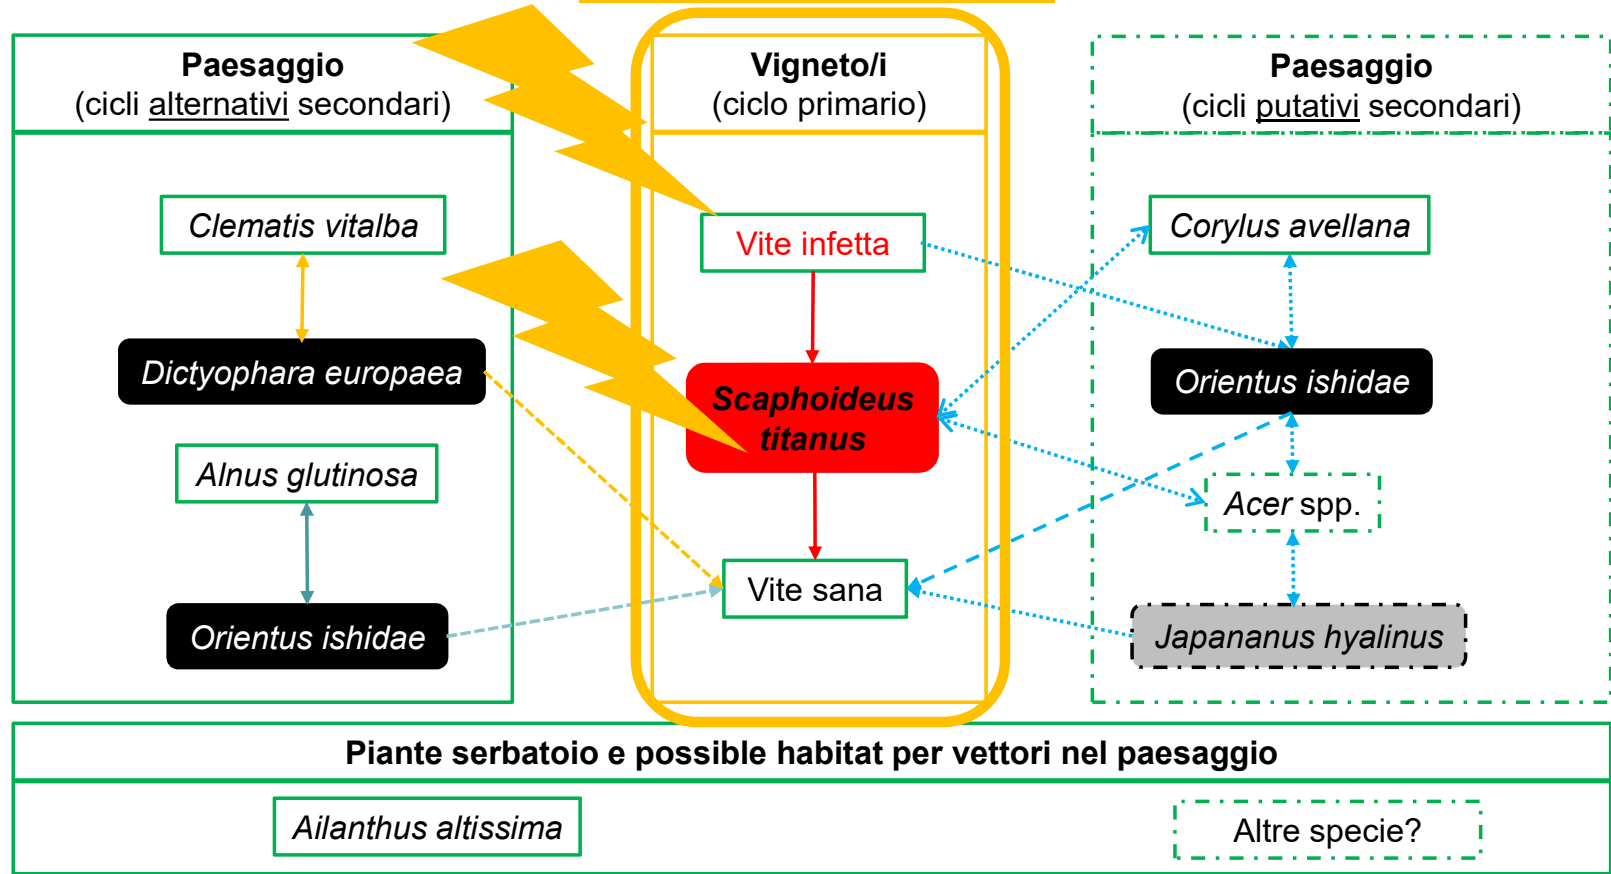 Paesaggio
(cicli alternativi secondari)
Clematis vitalba
Dictyophara europaea
Alnus glutinosa
Orientus ishidae
Vigneto/i
(ciclo primario)
Vite infetta
Scaphoideus
titanus
Vite sana
Paesaggio
(cicli putativi secondari)
Corylus avellana
Orientus ishidae
Acer spp.
Japananus hyalinus
Piante serbatoio e possible habitat per vettori nel paesaggio
Ailanthus altissima
Altre specie?